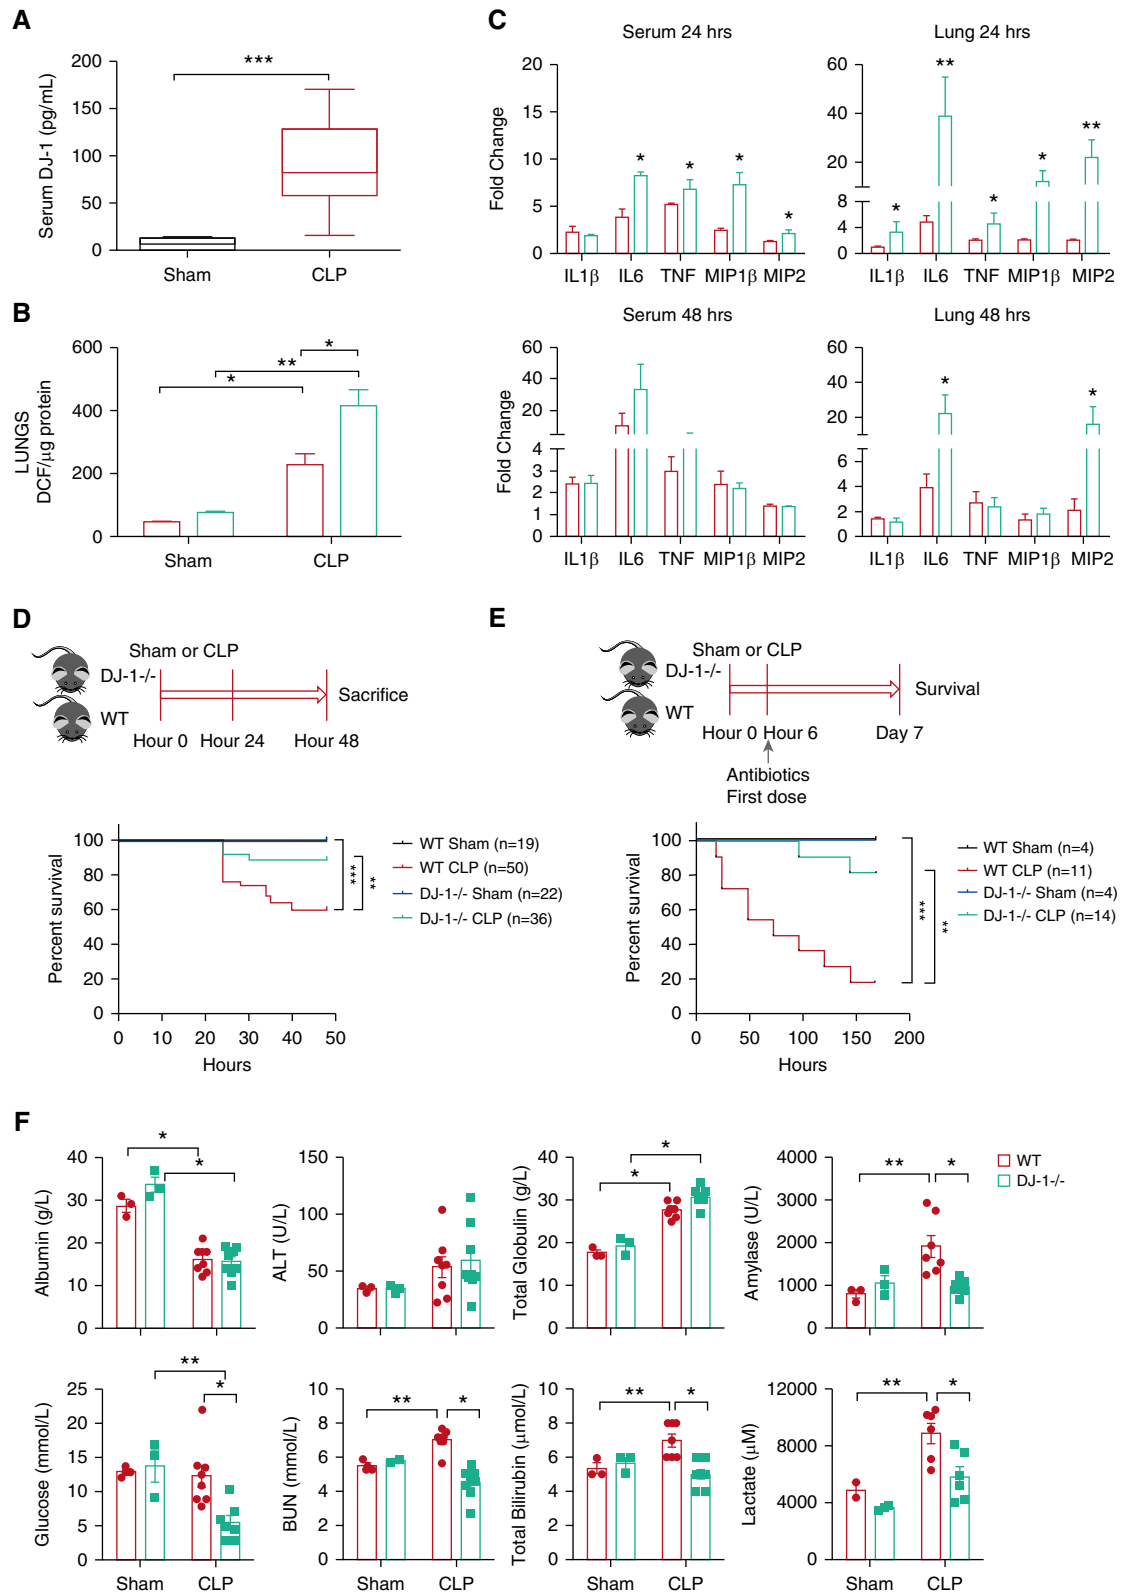 A
Serum DJ-1 (pg/mL)
200
150
100
50
0
***
Sham
CLP
B
LUNGS
DCF/μg protein
600
400
200
0
*
**
*
Sham
CLP
C
Serum 24 hrs
Fold Change
20
15
10
5
0
*
*
*
*
IL1β
IL6
TNF
MIP1β
MIP2
Lung 24 hrs
60
40
20
8
4
0
*
**
*
*
**
IL1β
IL6
TNF
MIP1β
MIP2
Serum 48 hrs
Fold Change
60
40
20
4
3
2
1
0
IL1β
IL6
TNF
MIP1β
MIP2
Lung 48 hrs
60
40
20
6
4
2
0
*
*
IL1β
IL6
TNF
MIP1β
MIP2
D
Sham or CLP
DJ-1-/-
WT
Sacrifice
Hour 0
Hour 24
Hour 48
Percent survival
100
80
60
40
20
0
0
10
20
30
40
50
Hours
***
**
WT Sham (n=19)
WT CLP (n=50)
DJ-1-/- Sham (n=22)
DJ-1-/- CLP (n=36)
E
Sham or CLP
DJ-1-/-
WT
Survival
Hour 0
Hour 6
Day 7
Antibiotics
First dose
Percent survival
100
80
60
40
20
0
0
50
100
150
200
Hours
***
**
WT Sham (n=4)
WT CLP (n=11)
DJ-1-/- Sham (n=4)
DJ-1-/- CLP (n=14)
F
Albumin (g/L)
40
30
20
10
0
*
*
ALT (U/L)
150
100
50
0
Total Globulin (g/L)
40
30
20
10
0
*
*
Amylase (U/L)
4000
3000
2000
1000
0
**
*
WT
DJ-1-/-
Glucose (mmol/L)
25
20
15
10
5
0
**
*
Sham
CLP
BUN (mmol/L)
10
8
6
4
2
0
**
*
Sham
CLP
Total Bilirubin (μmol/L)
10
8
6
4
2
0
**
*
Sham
CLP
Lactate (μM)
12000
8000
4000
0
**
*
Sham
CLP